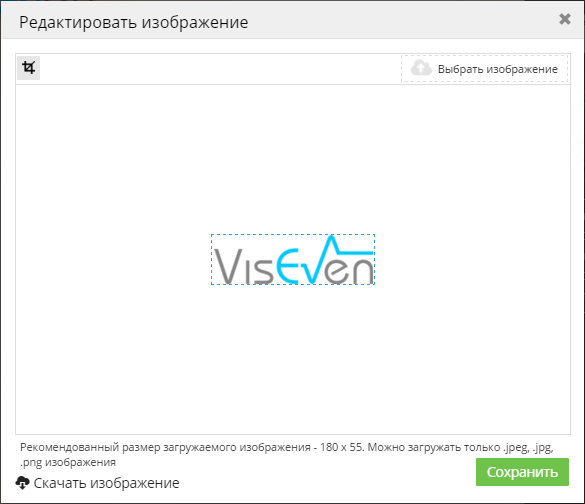 Редактировать изображение
Выбрать изображение
VisEven
Рекомендованный размер загружаемого изображения - 180 x 55. Можно загружать только .jpeg, .jpg,
.png изображения
Скачать изображение
Сохранить